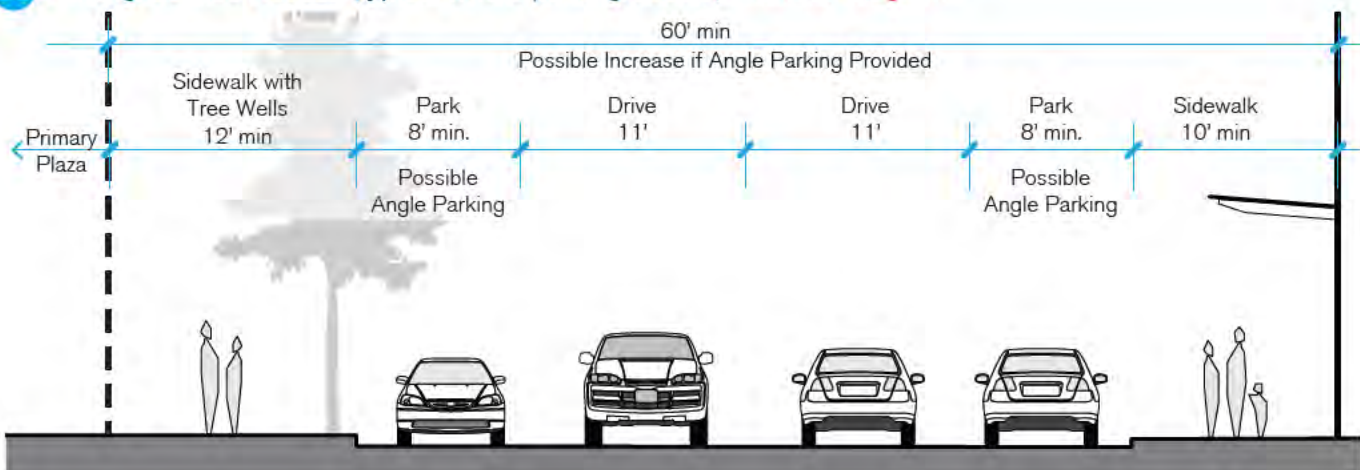 60' min
Possible Increase if Angle Parking Provided
Sidewalk with
Tree Wells
12' min
Park
8' min.
Drive
11'
Drive
11'
Park
8' min.
Sidewalk
10' min
Primary
Plaza
Possible
Angle Parking
Possible
Angle Parking